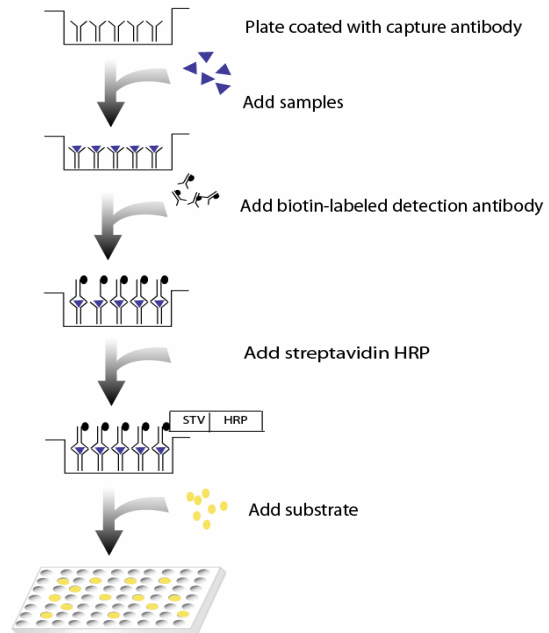 Plate coated with capture antibody
Add samples
Add biotin-labeled detection antibody
Add streptavidin HRP
STV HRP
Add substrate